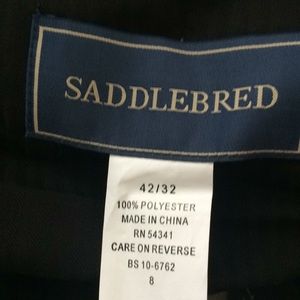 SADDLEBRED
42/32
100% POLYESTER
MADE IN CHINA
RN 54341
CARE ON REVERSE
BS 10-6762
8